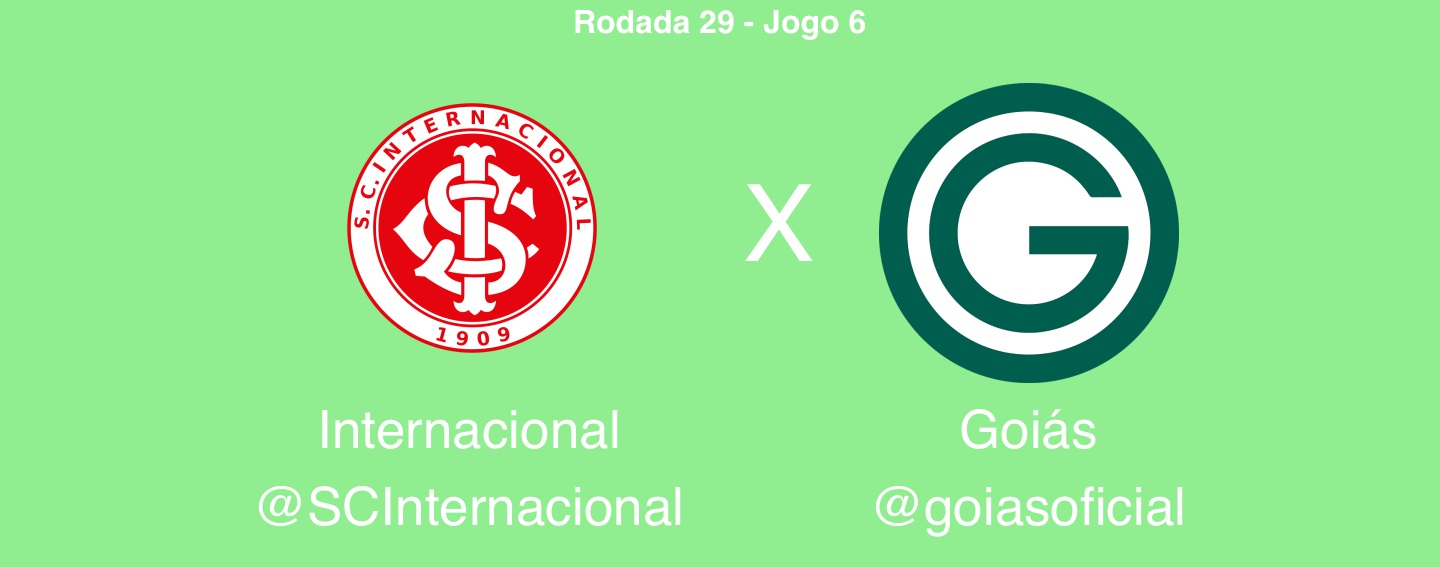 Rodada 29 - Jogo 6
S.C.INTERNACIONAL
1909
X
G
Internacional
Goiás
@SCInternacional
@goiasoficial